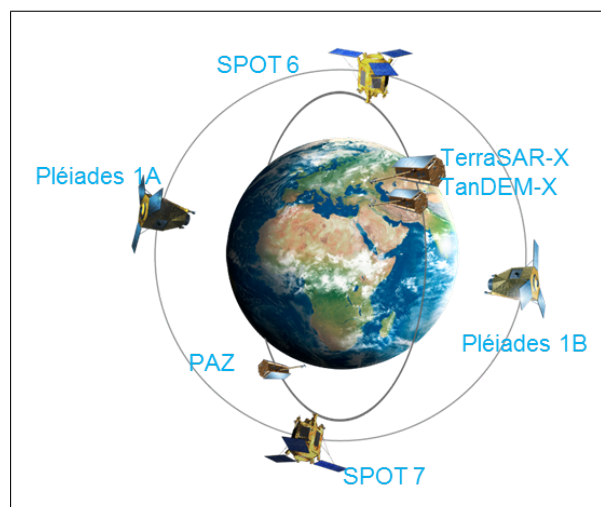 SPOT 6
TerraSAR-X
TanDEM-X
Pléiades 1A
Pléiades 1B
PAZ
SPOT 7